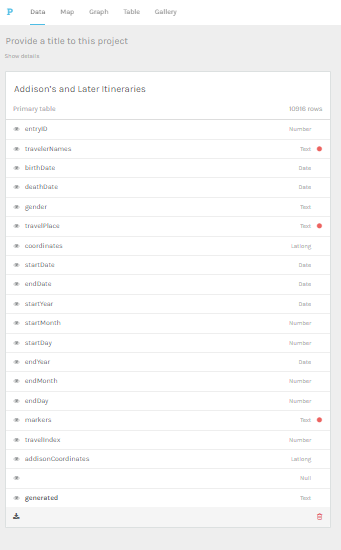 P Data Map Graph Table Gallery
Provide a title to this project
Show details
Addison's and Later Itineraries
Primary table 10916 rows
entryID Number
travelerNames Text
birthDate Date
deathDate Date
gender Text
travelPlace Text
coordinates Latlong
startDate Date
endDate Date
startYear Date
startMonth Number
startDay Number
endYear Date
endMonth Number
endDay Number
markers Text
travelIndex Number
addisonCoordinates Latlong
Null
generated Text